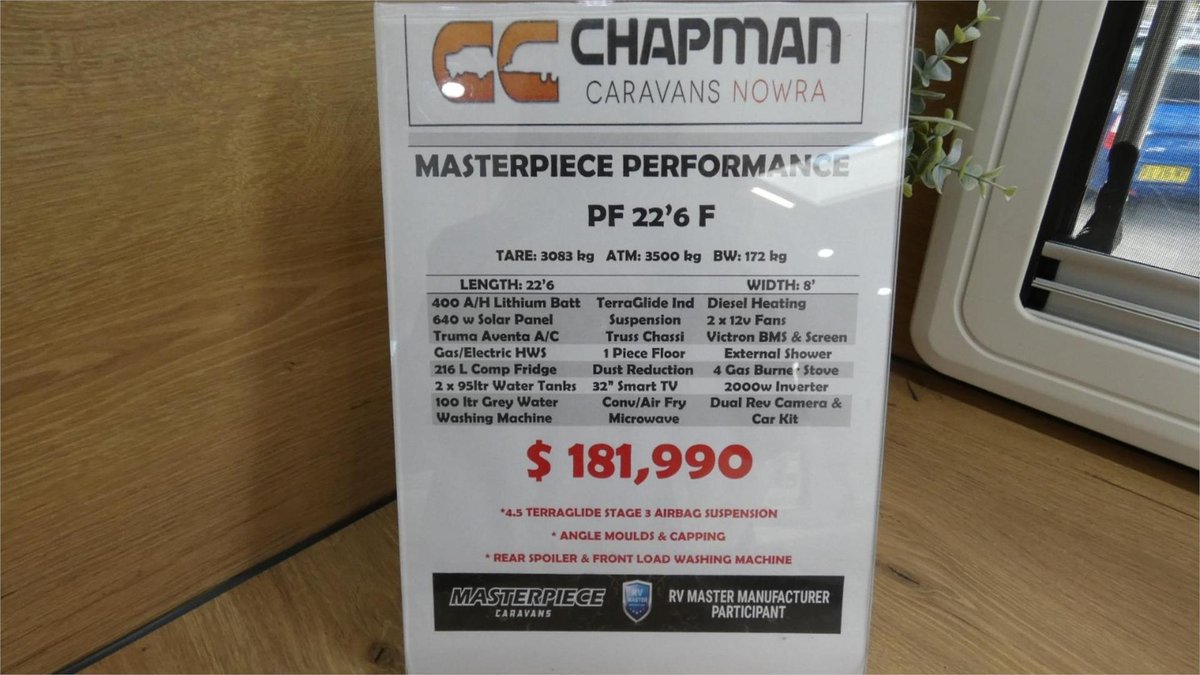 CHAPMAN
CARAVANS NOWRA
MASTERPIECE PERFORMANCE
PF 22'6 F
TARE: 3083 kg ATM: 3500 kg BW: 172 kg
LENGTH: 22'6 WIDTH: 8'
400 A/H Lithium Batt TerraGlide Ind Diesel Heating
640 w Solar Panel Suspension 2 x 12v Fans
Truma Aventa A/C Truss Chassi Victron BMS & Screen
Gas/Electric HWS 1 Piece Floor External Shower
216 L Comp Fridge Dust Reduction 4 Gas Burner Stove
2 x 95ltr Water Tanks 32" Smart TV 2000w Inverter
100 ltr Grey Water Conv/Air Fry Dual Rev Camera &
Washing Machine Microwave Car Kit
$ 181,990
*4.5 TERRAGLIDE STAGE 3 AIRBAG SUSPENSION
* ANGLE MOULDS & CAPPING
* REAR SPOILER & FRONT LOAD WASHING MACHINE
MASTERPIECE
CARAVANS
RV
MASTER
RV MASTER MANUFACTURER
PARTICIPANT